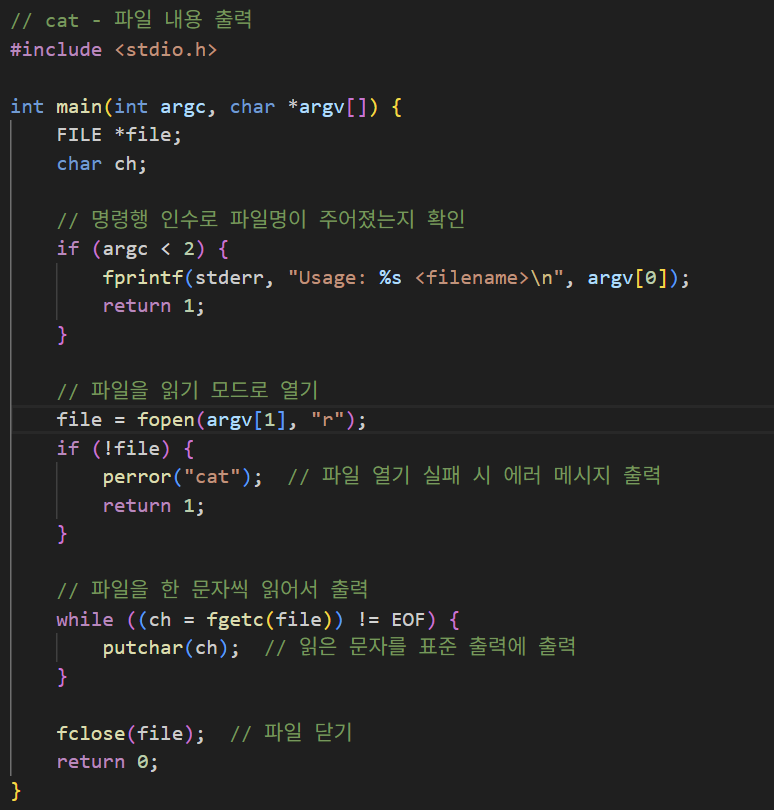 // cat - 파일 내용 출력
#include <stdio.h>

int main(int argc, char *argv[]) {
    FILE *file;
    char ch;

    // 명령행 인수로 파일명이 주어졌는지 확인
    if (argc < 2) {
        fprintf(stderr, "Usage: %s <filename>\n", argv[0]);
        return 1;
    }

    // 파일을 읽기 모드로 열기
    file = fopen(argv[1], "r");
    if (!file) {
        perror("cat");  // 파일 열기 실패 시 에러 메시지 출력
        return 1;
    }

    // 파일을 한 문자씩 읽어서 출력
    while ((ch = fgetc(file)) != EOF) {
        putchar(ch);  // 읽은 문자를 표준 출력에 출력
    }

    fclose(file);  // 파일 닫기
    return 0;
}